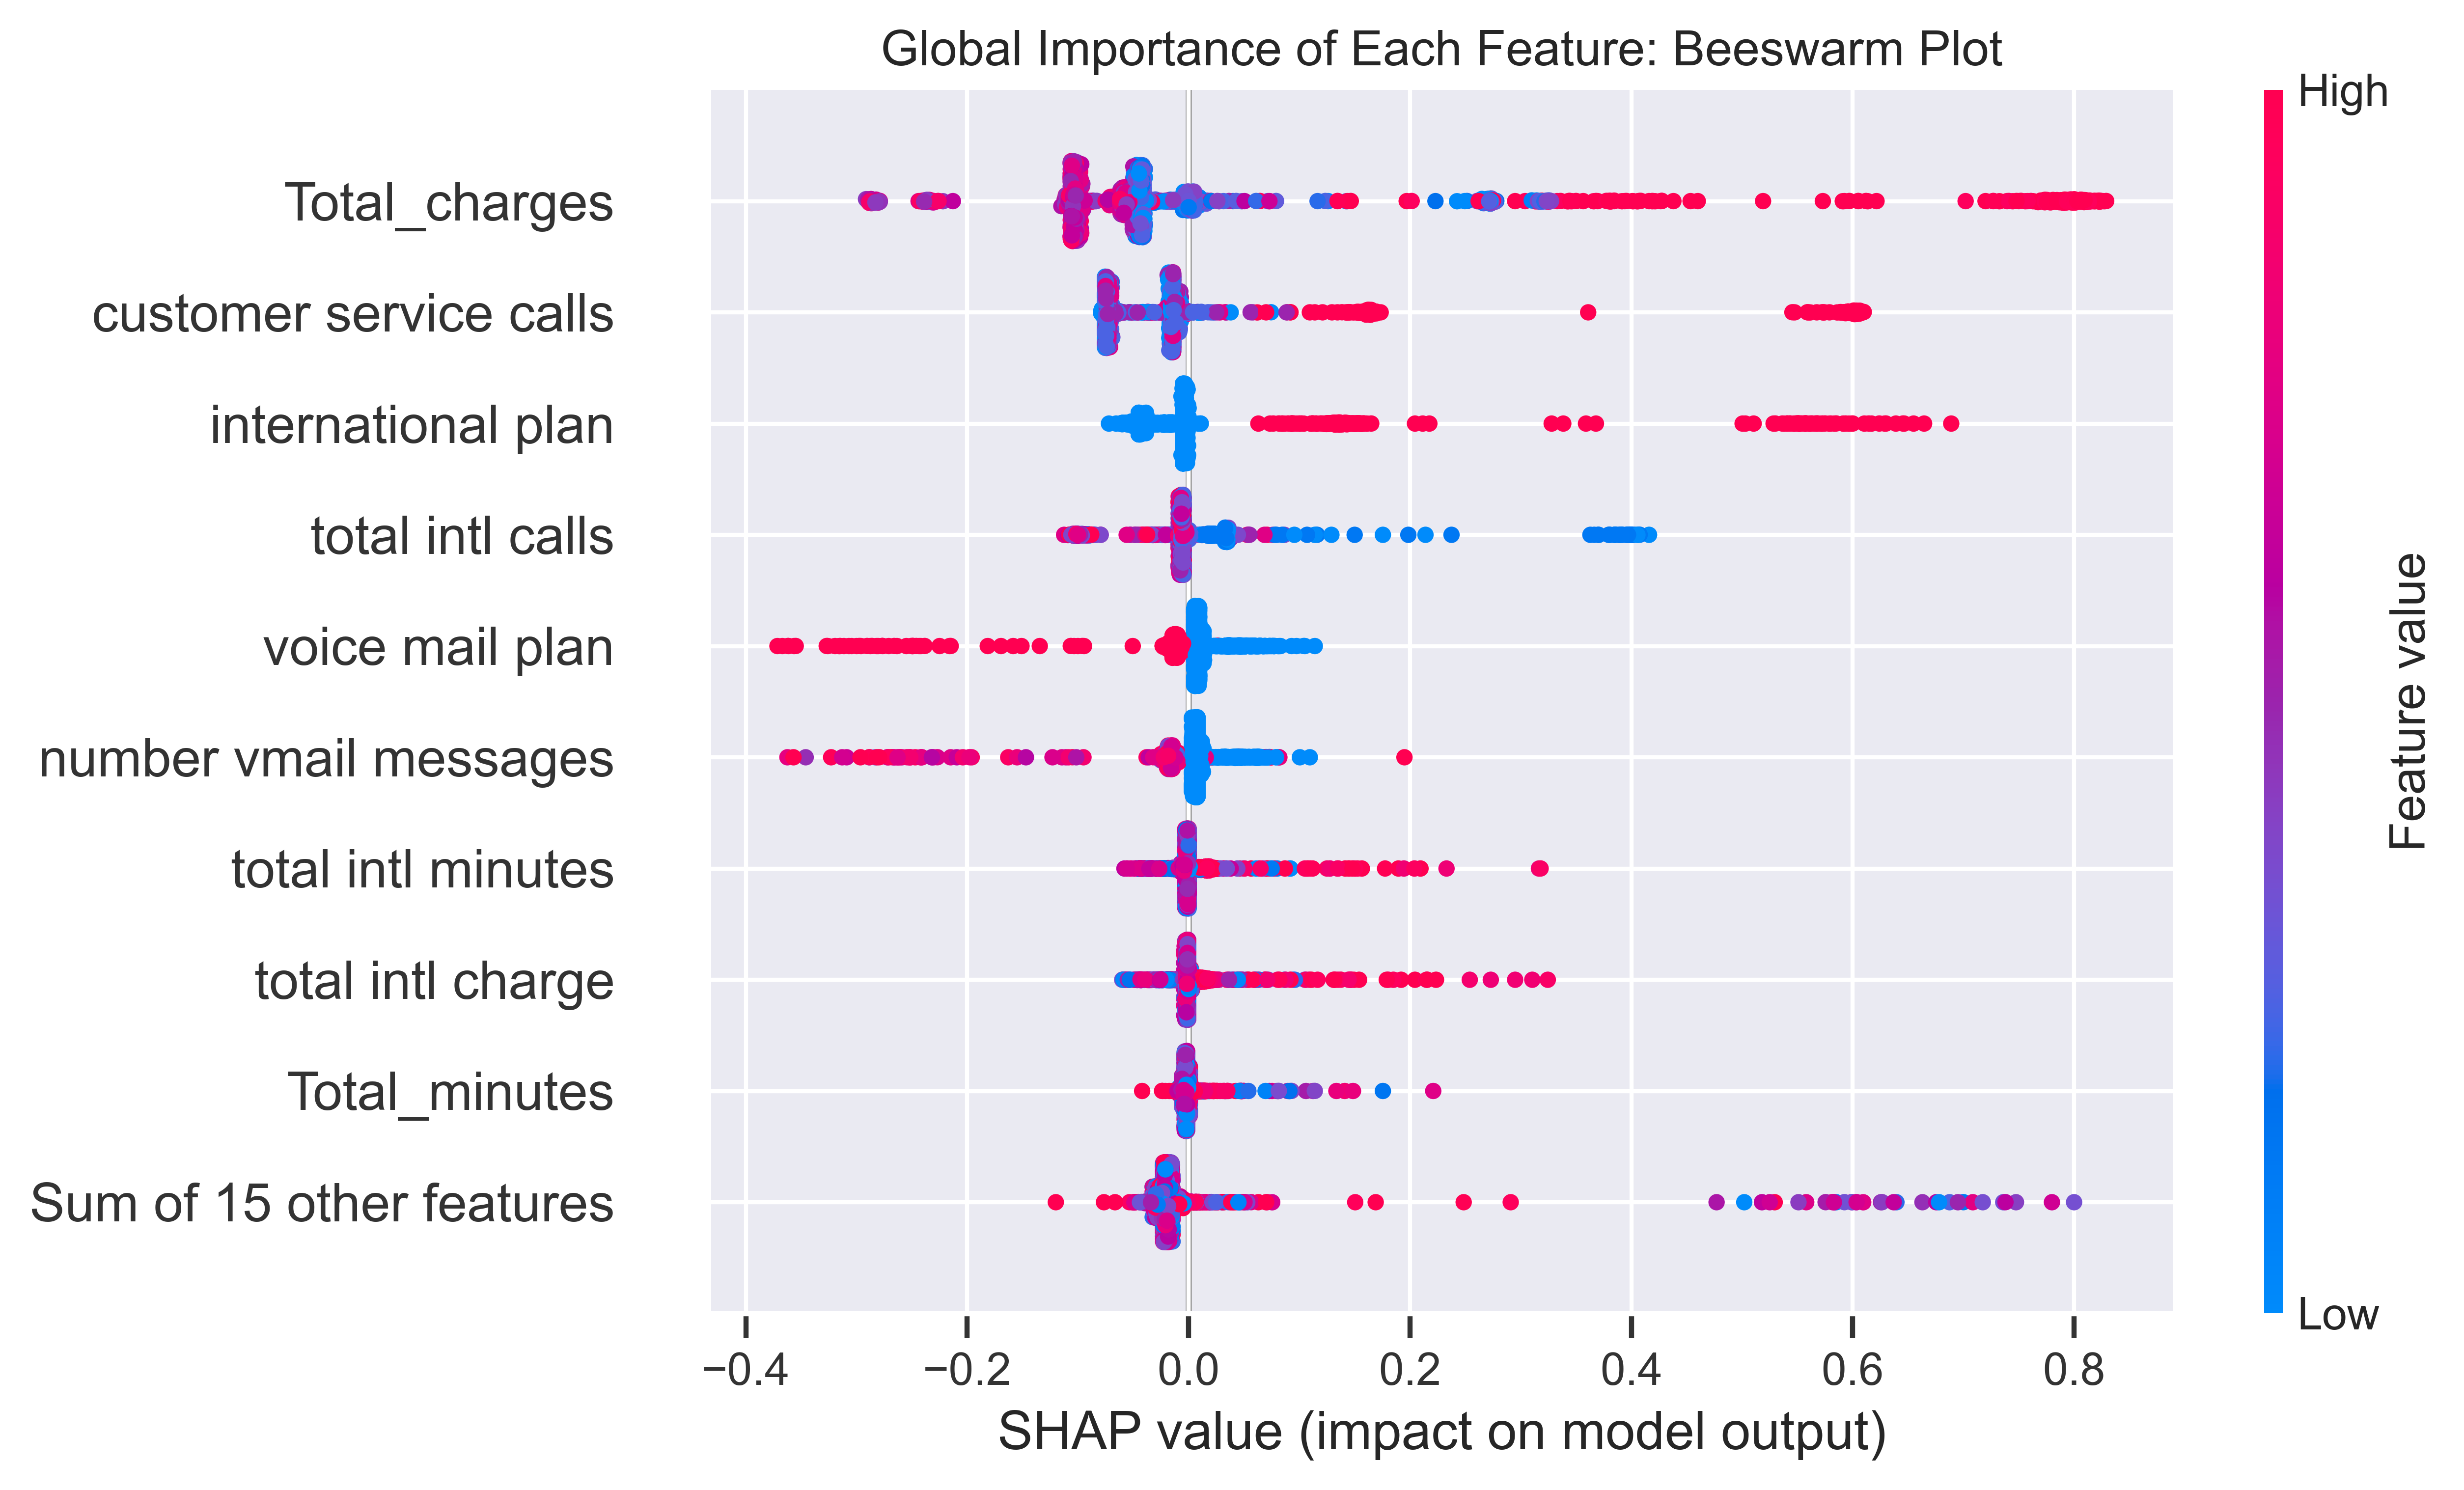 Global Importance of Each Feature: Beeswarm Plot
High
Total_charges
customer service calls
international plan
total intl calls
voice mail plan
number vmail messages
total intl minutes
total intl charge
Total_minutes
Sum of 15 other features
Feature value
Low
−0.4 −0.2 0.0 0.2 0.4 0.6 0.8
SHAP value (impact on model output)